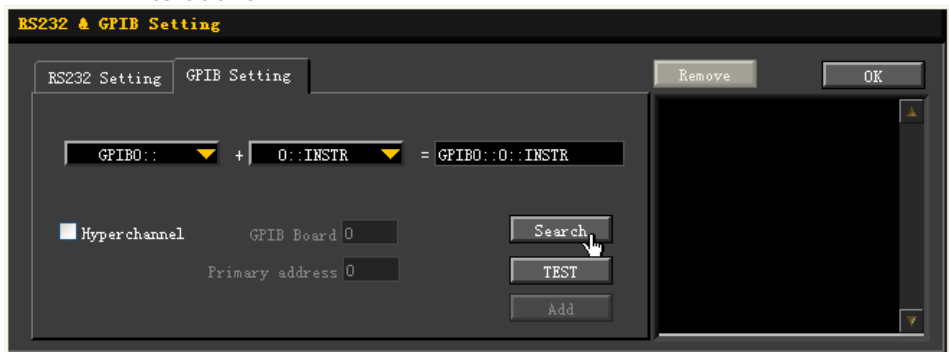 RS232 & GPIB Setting
RS232 Setting GPIB Setting Remove OK
GPIB0:: + 0::INSTR = GPIB0::0::INSTR
Hyperchannel GPIB Board 0 Search
Primary address 0 TEST
Add